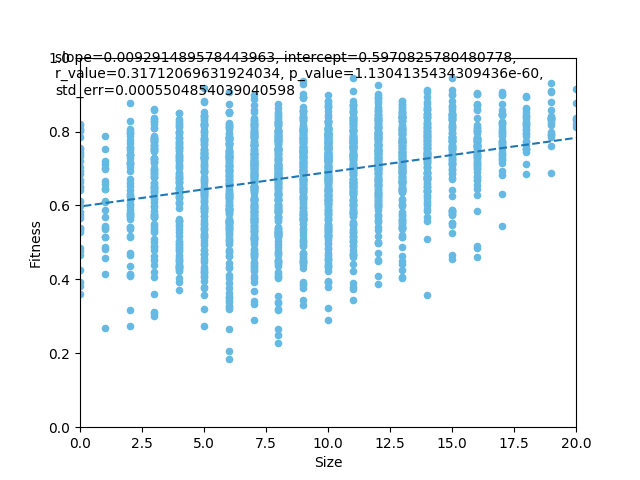 slope=0.009291489578443963, intercept=0.5970825780480778,
r_value=0.31712069631924034, p_value=1.1304135434309436e-60,
std_err=0.0005504854039040598
1.0
0.8
0.6
0.4
0.2
0.0
Fitness
0.0 2.5 5.0 7.5 10.0 12.5 15.0 17.5 20.0
Size